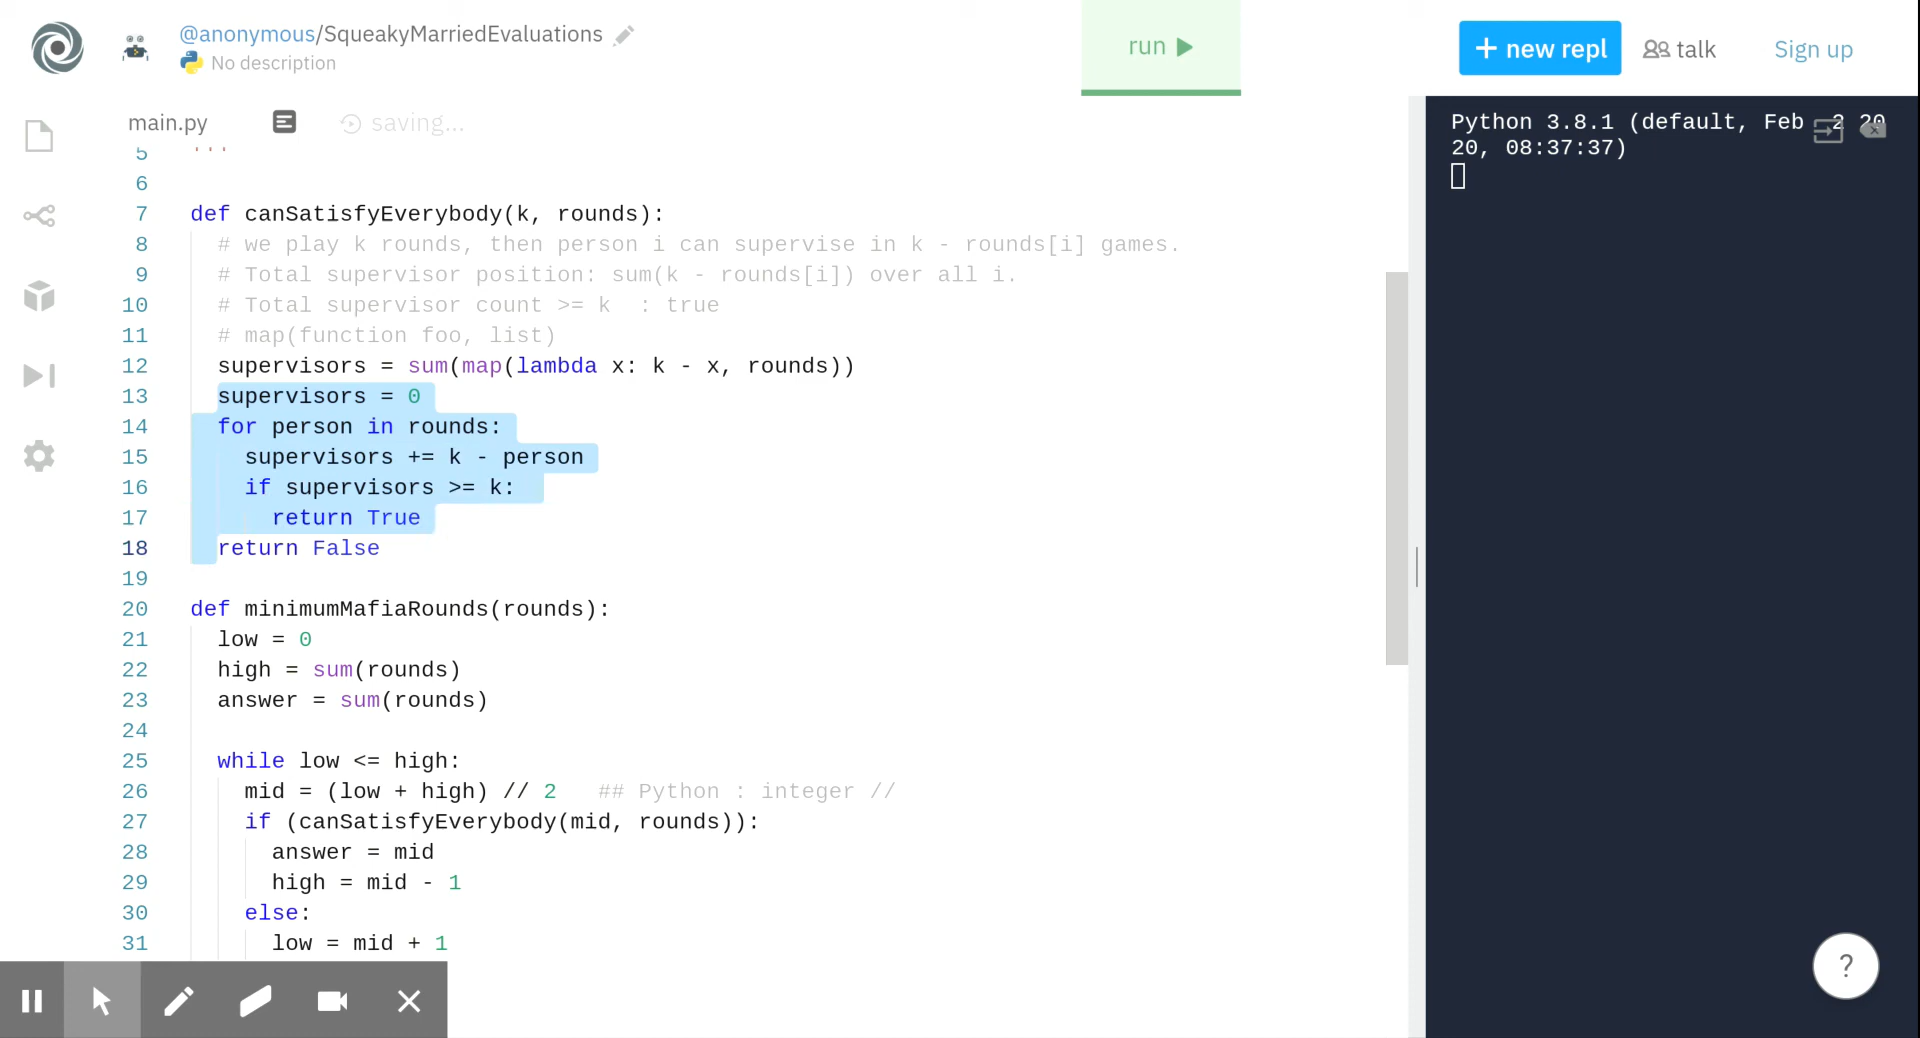 @anonymous/SqueakyMarriedEvaluations
No description
run
+ new repl
talk
Sign up
main.py
saving...
5 '''
6
7 def canSatisfyEverybody(k, rounds):
8 # we play k rounds, then person i can supervise in k - rounds[i] games.
9 # Total supervisor position: sum(k - rounds[i]) over all i.
10 # Total supervisor count >= k : true
11 # map(function foo, list)
12 supervisors = sum(map(lambda x: k - x, rounds))
13 supervisors = 0
14 for person in rounds:
15 supervisors += k - person
16 if supervisors >= k:
17 return True
18 return False
19
20 def minimumMafiaRounds(rounds):
21 low = 0
22 high = sum(rounds)
23 answer = sum(rounds)
24
25 while low <= high:
26 mid = (low + high) // 2 ## Python : integer //
27 if (canSatisfyEverybody(mid, rounds)):
28 answer = mid
29 high = mid - 1
30 else:
31 low = mid + 1
Python 3.8.1 (default, Feb 2 20
20, 08:37:37)
?